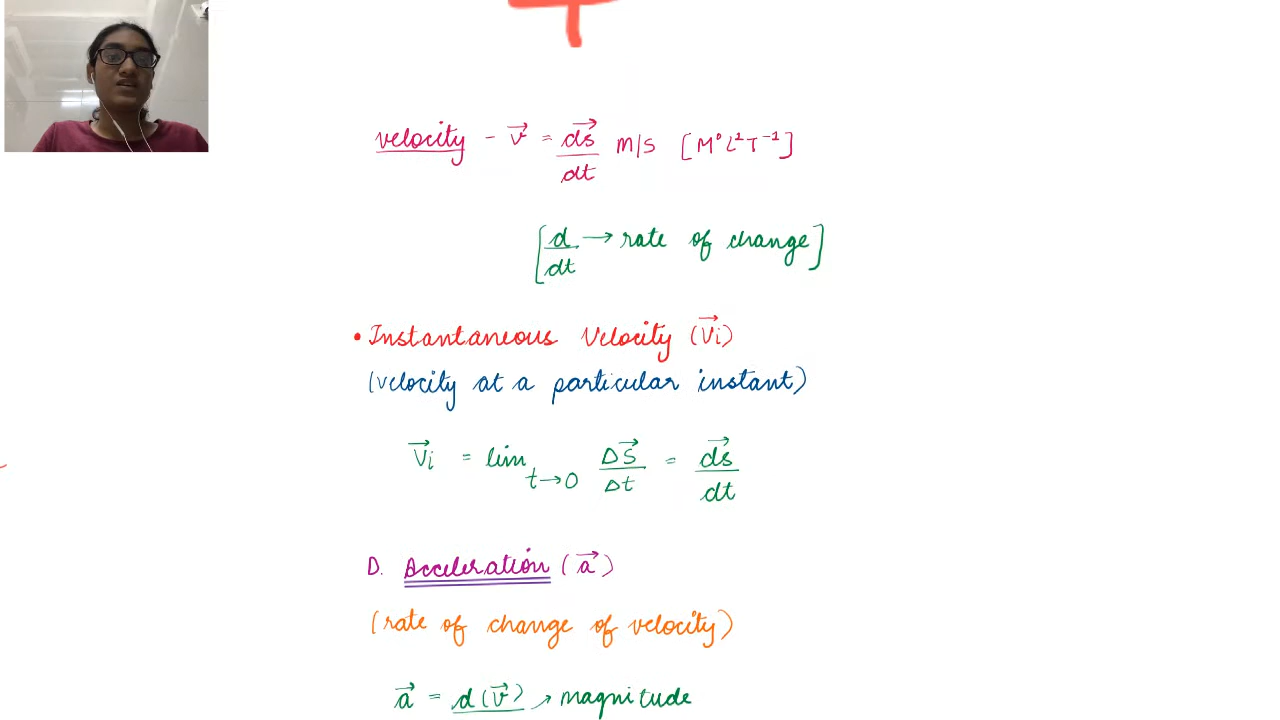 velocity - v⃗ = ds⃗/dt m/s [M⁰L¹T⁻¹]
[d/dt → rate of change]
• Instantaneous Velocity (V⃗i)
(velocity at a particular instant)
V⃗i = lim t→0 ΔS⃗/Δt = ds⃗/dt
D. Acceleration (a⃗)
(rate of change of velocity)
a⃗ = d(v⃗) ↗ magnitude